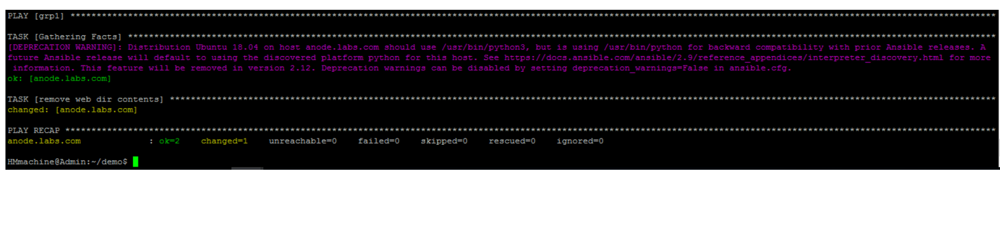 PLAY [grp1] ****************************************************************************************************************************************************************************
TASK [Gathering Facts] *********************************************************************************************************************************************************************
[DEPRECATION WARNING]: Distribution Ubuntu 18.04 on host anode.labs.com should use /usr/bin/python3, but is using /usr/bin/python for backward compatibility with prior Ansible releases. A
future Ansible release will default to using the discovered platform python for this host. See https://docs.ansible.com/ansible/2.9/reference_appendices/interpreter_discovery.html for more
information. This feature will be removed in version 2.12. Deprecation warnings can be disabled by setting deprecation_warnings=False in ansible.cfg.
ok: [anode.labs.com]
TASK [remove web dir contents] *************************************************************************************************************************************************************
changed: [anode.labs.com]
PLAY RECAP *********************************************************************************************************************************************************************************
anode.labs.com : ok=2 changed=1 unreachable=0 failed=0 skipped=0 rescued=0 ignored=0
HMmachine@Admin:~/demo$